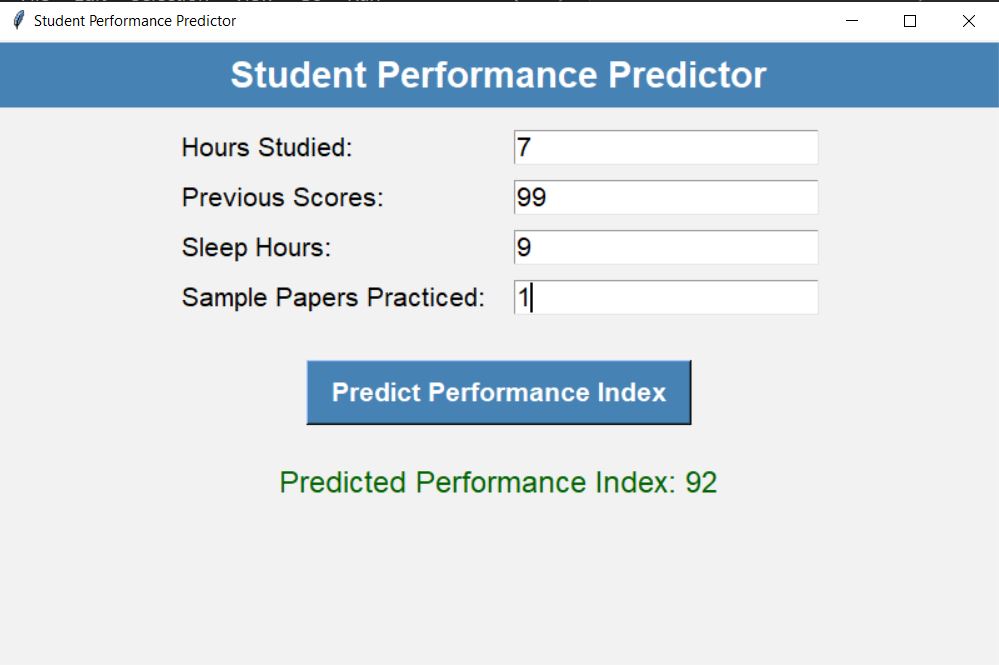 Student Performance Predictor
Student Performance Predictor
Hours Studied: 7
Previous Scores: 99
Sleep Hours: 9
Sample Papers Practiced: 1
Predict Performance Index
Predicted Performance Index: 92